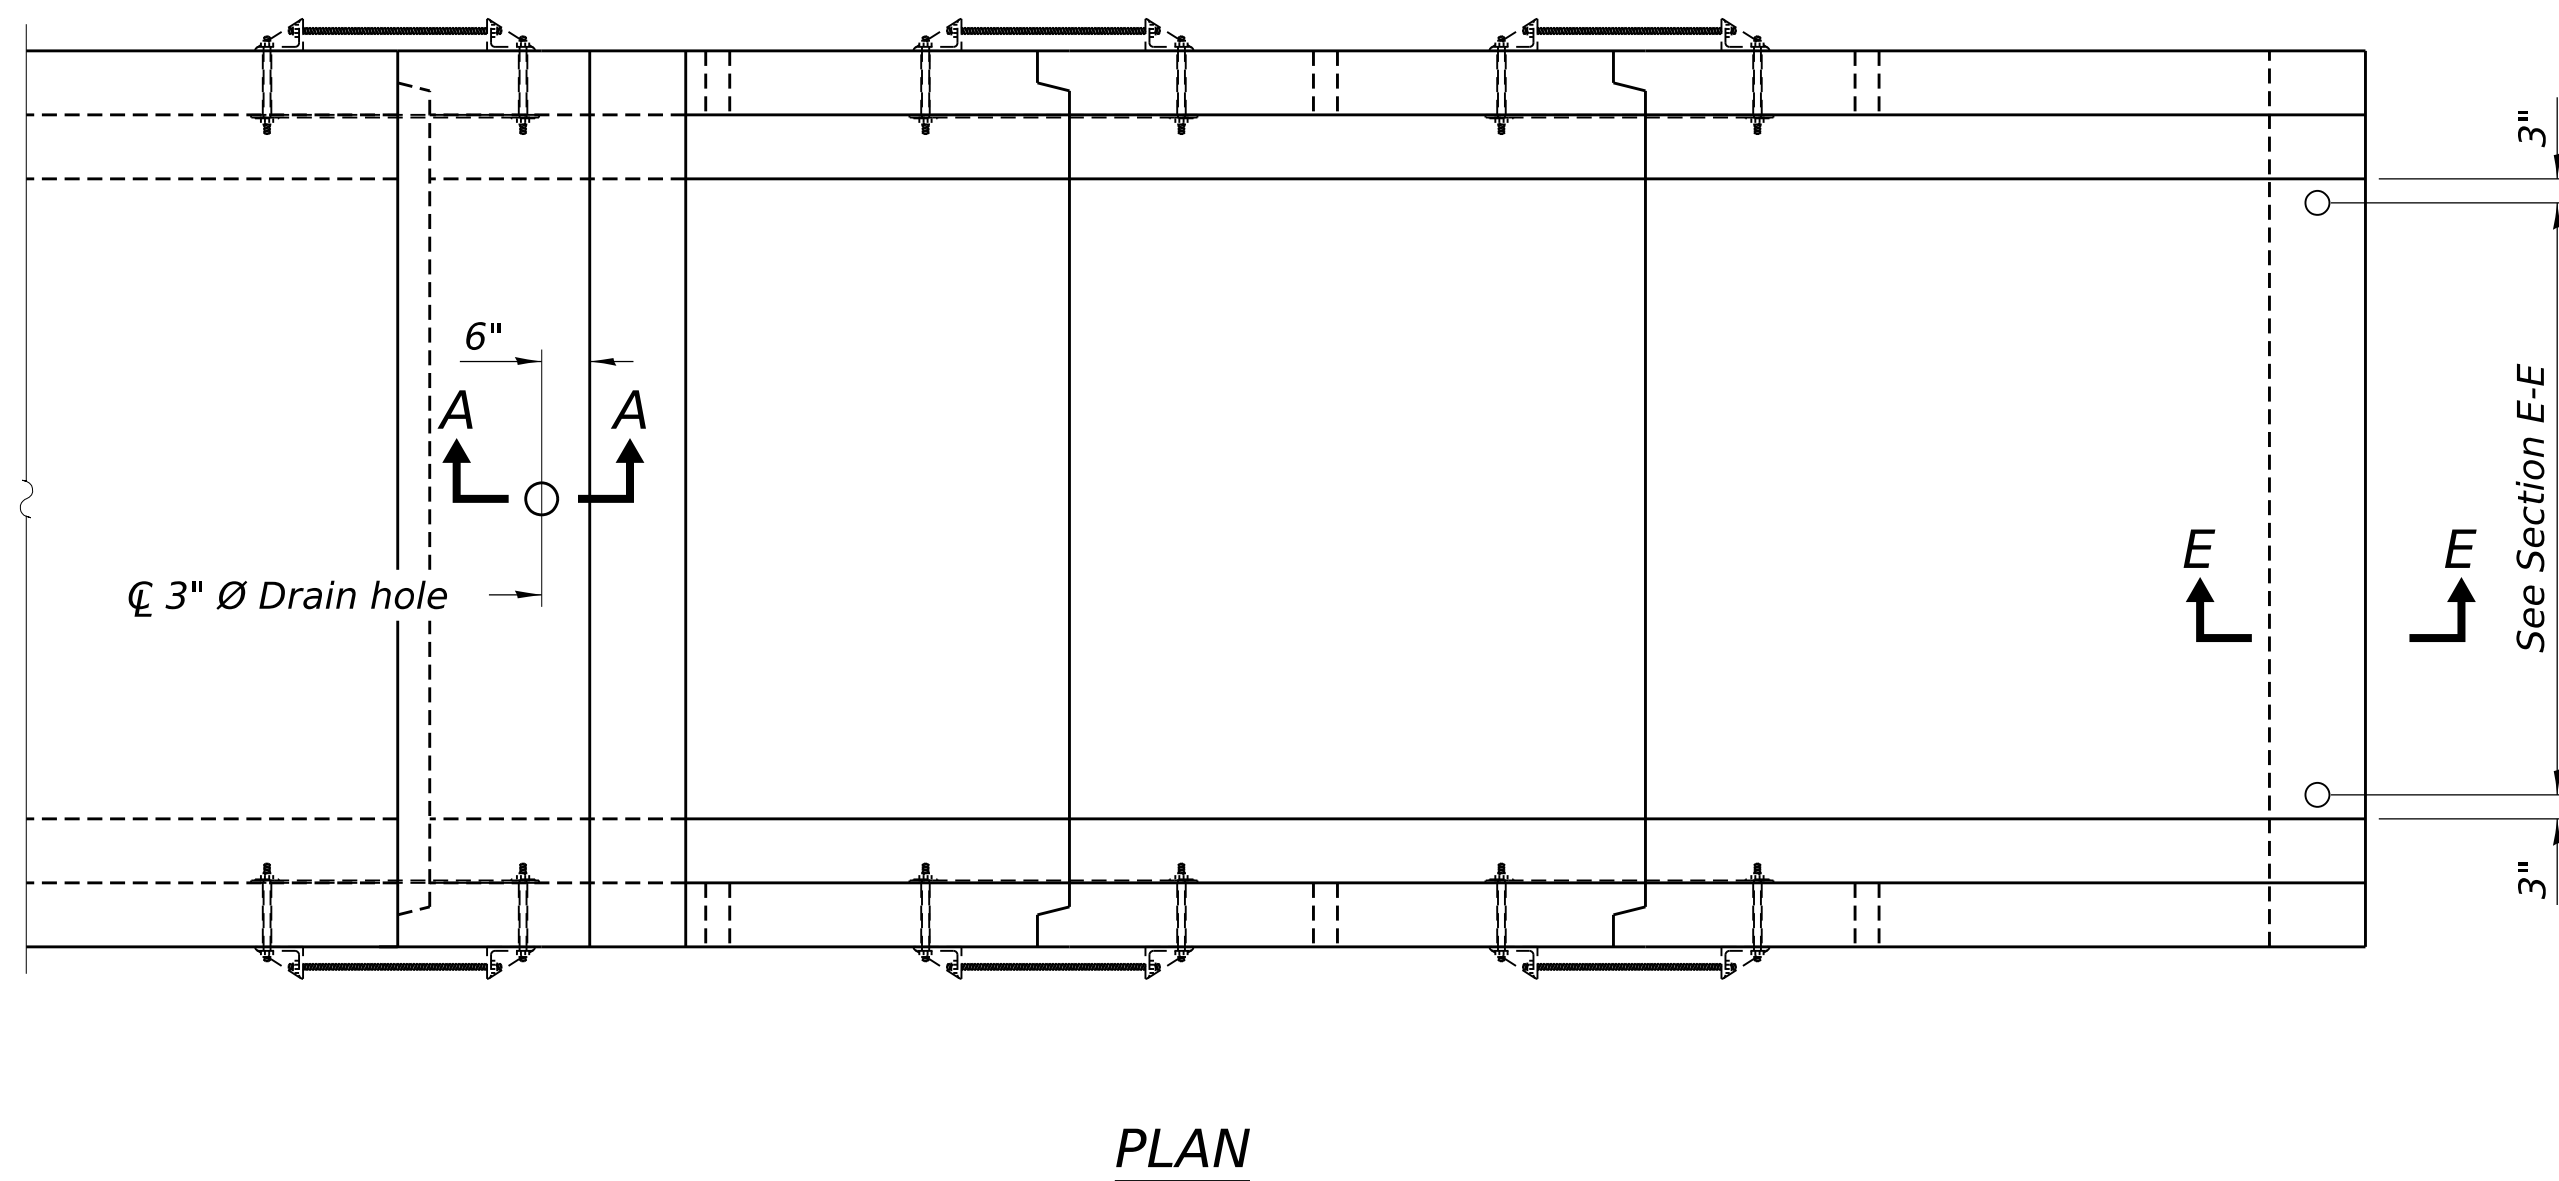 3"
6"
A A
See Section E-E
E E
℄ 3" Ø Drain hole
3"
PLAN